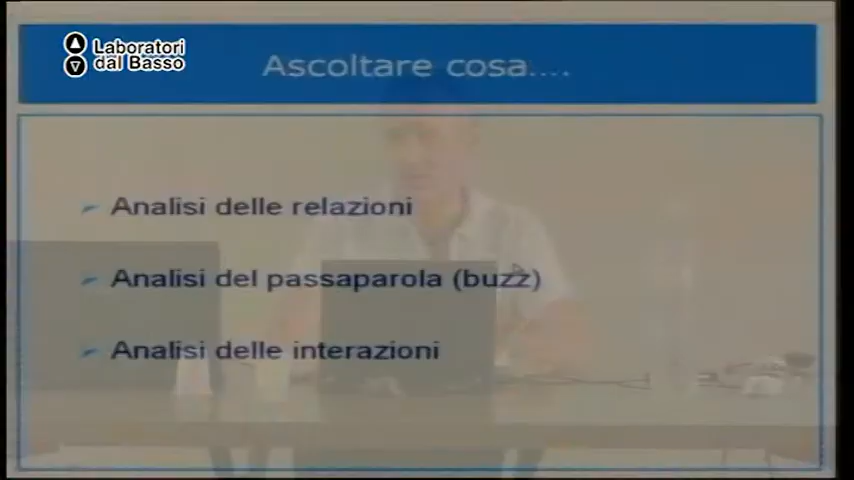 Laboratori
dal Basso
Ascoltare cosa....
Analisi delle relazioni
Analisi del passaparola (buzz)
Analisi delle interazioni